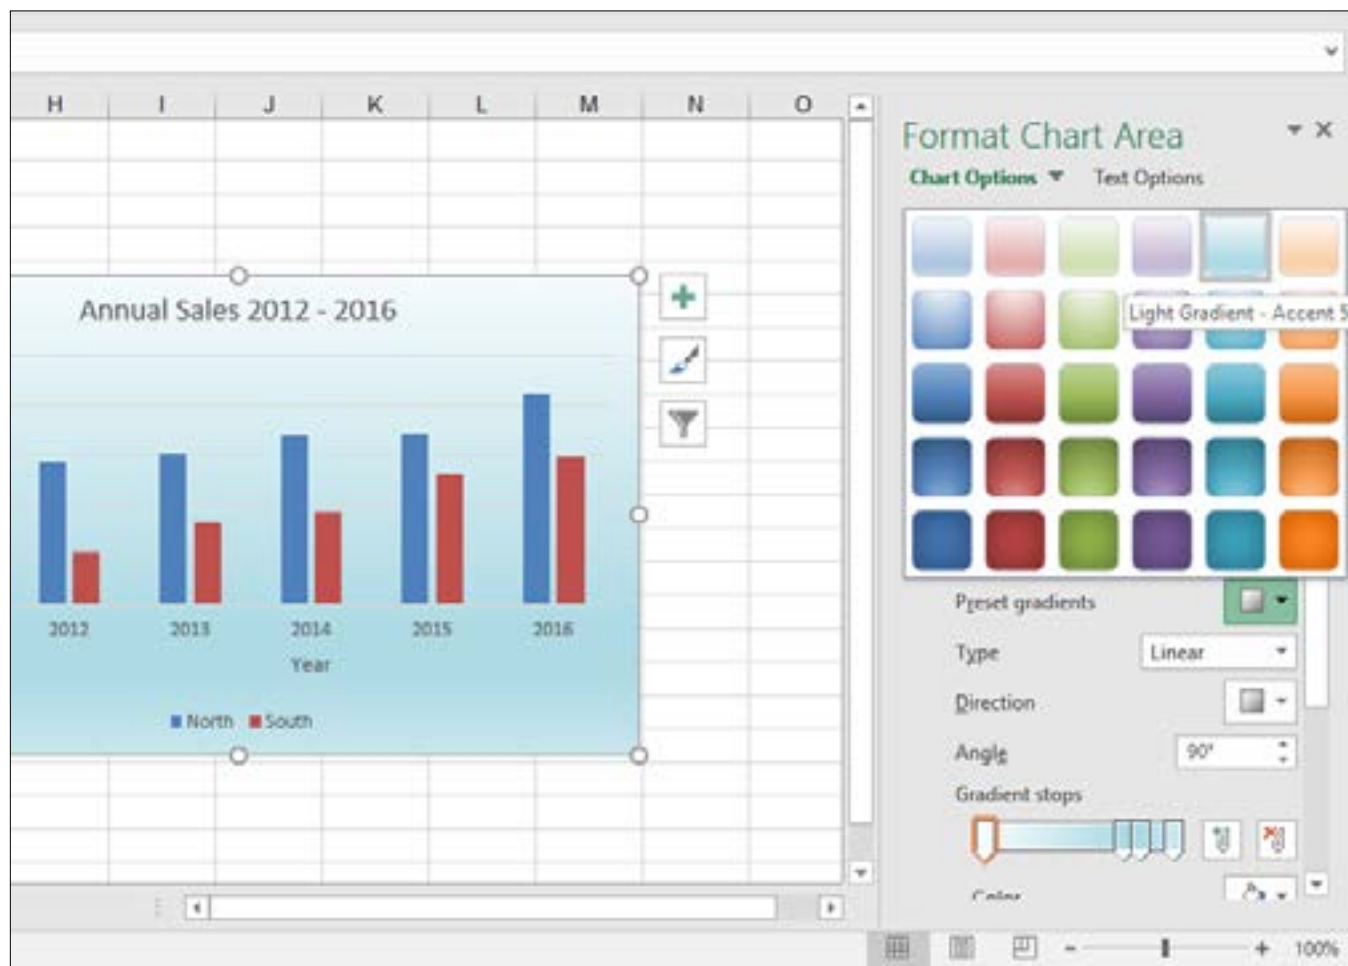 H I J K L M N O
Format Chart Area
Chart Options Text Options
Light Gradient - Accent 5
Annual Sales 2012 - 2016
2012 2013 2014 2015 2016
Year
North South
Preset gradients
Type Linear
Direction
Angle 90°
Gradient stops
Color
100%